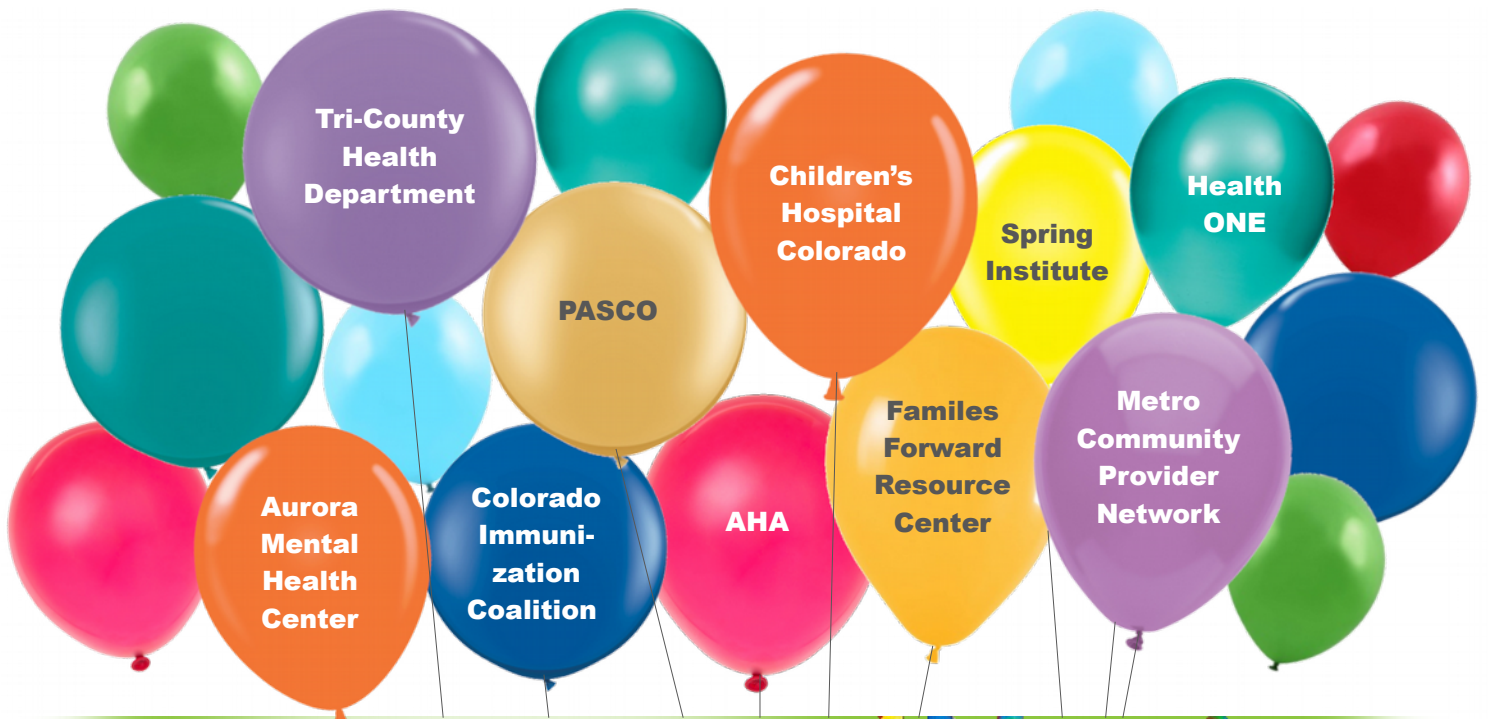 Tri-County
Health
Department
Children’s
Hospital
Colorado
Spring
Institute
Health
ONE
PASCO
Aurora
Mental
Health
Center
Colorado
Immuni-
zation
Coalition
AHA
Familes
Forward
Resource
Center
Metro
Community
Provider
Network